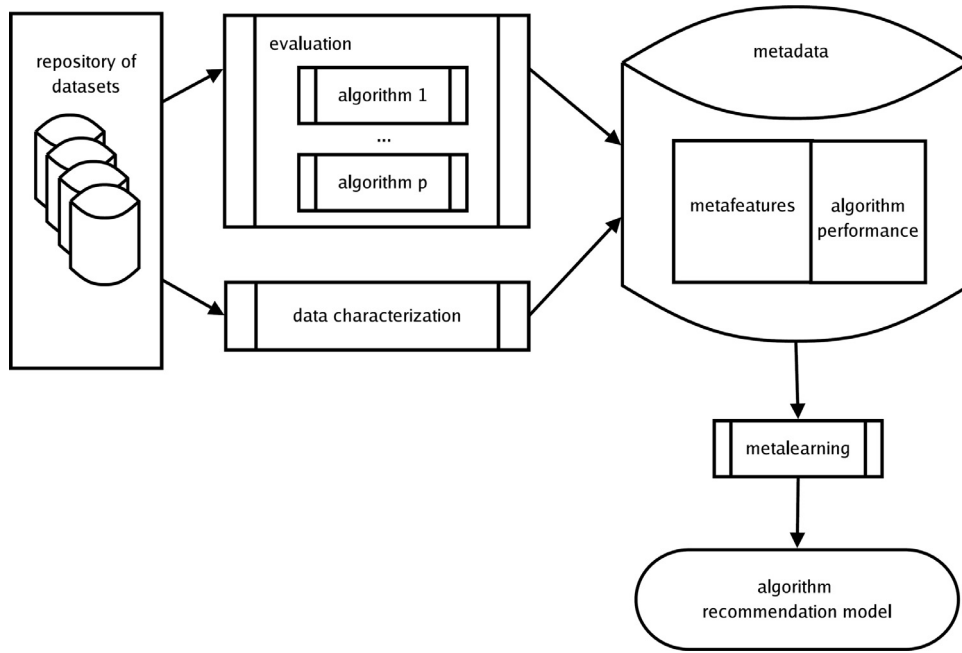 repository of
datasets
evaluation
algorithm 1
...
algorithm p
data characterization
metadata
metafeatures
algorithm
performance
metalearning
algorithm
recommendation model